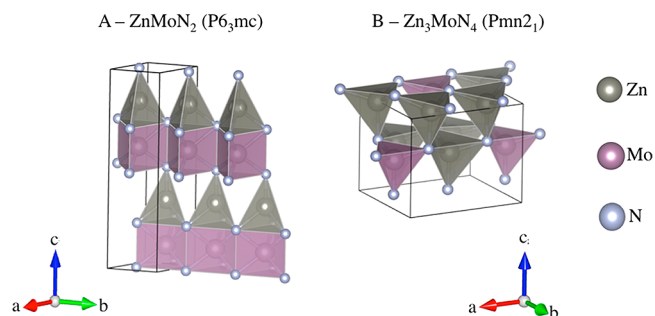 A – ZnMoN₂ (P6₃mc)
B – Zn₃MoN₄ (Pmn2₁)
Zn
Mo
N
c
a
b
c:
a
b